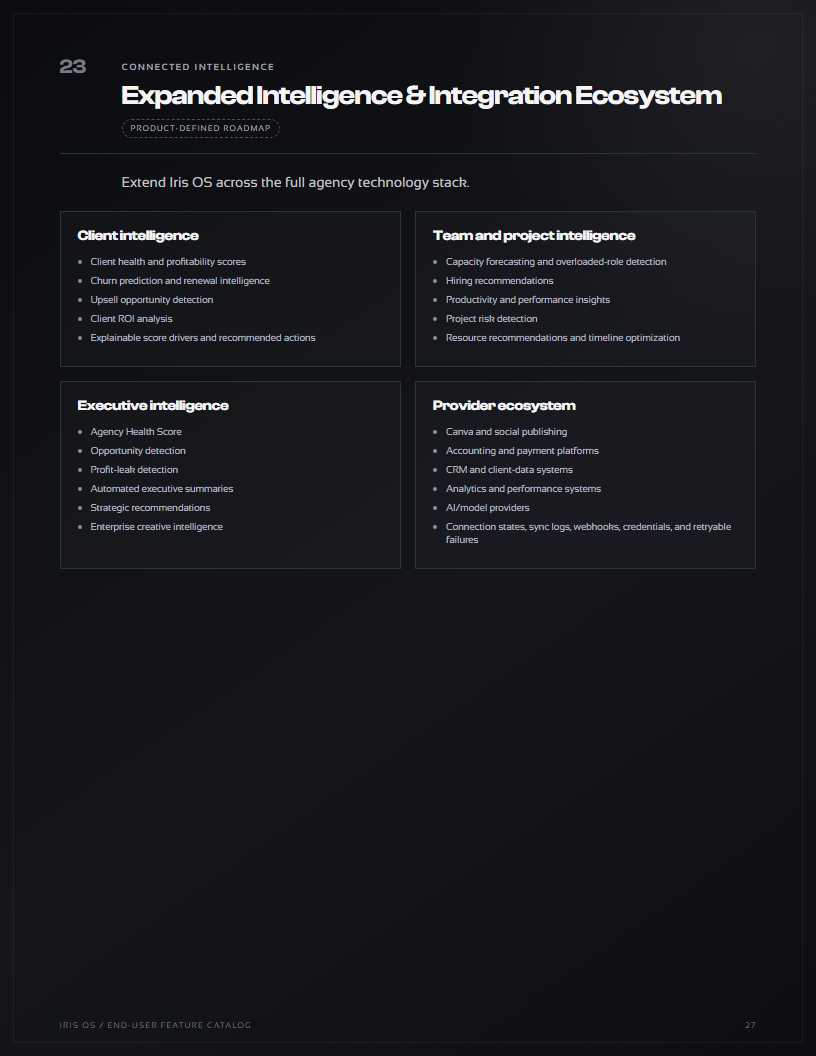 23
CONNECTED INTELLIGENCE
Expanded Intelligence & Integration Ecosystem
PRODUCT-DEFINED ROADMAP
Extend Iris OS across the full agency technology stack.
Client intelligence
Client health and profitability scores
Churn prediction and renewal intelligence
Upsell opportunity detection
Client ROI analysis
Explainable score drivers and recommended actions
Team and project intelligence
Capacity forecasting and overloaded-role detection
Hiring recommendations
Productivity and performance insights
Project risk detection
Resource recommendations and timeline optimization
Executive intelligence
Agency Health Score
Opportunity detection
Profit-leak detection
Automated executive summaries
Strategic recommendations
Enterprise creative intelligence
Provider ecosystem
Canva and social publishing
Accounting and payment platforms
CRM and client-data systems
Analytics and performance systems
AI/model providers
Connection states, sync logs, webhooks, credentials, and retryable
failures
IRIS OS / END-USER FEATURE CATALOG
27